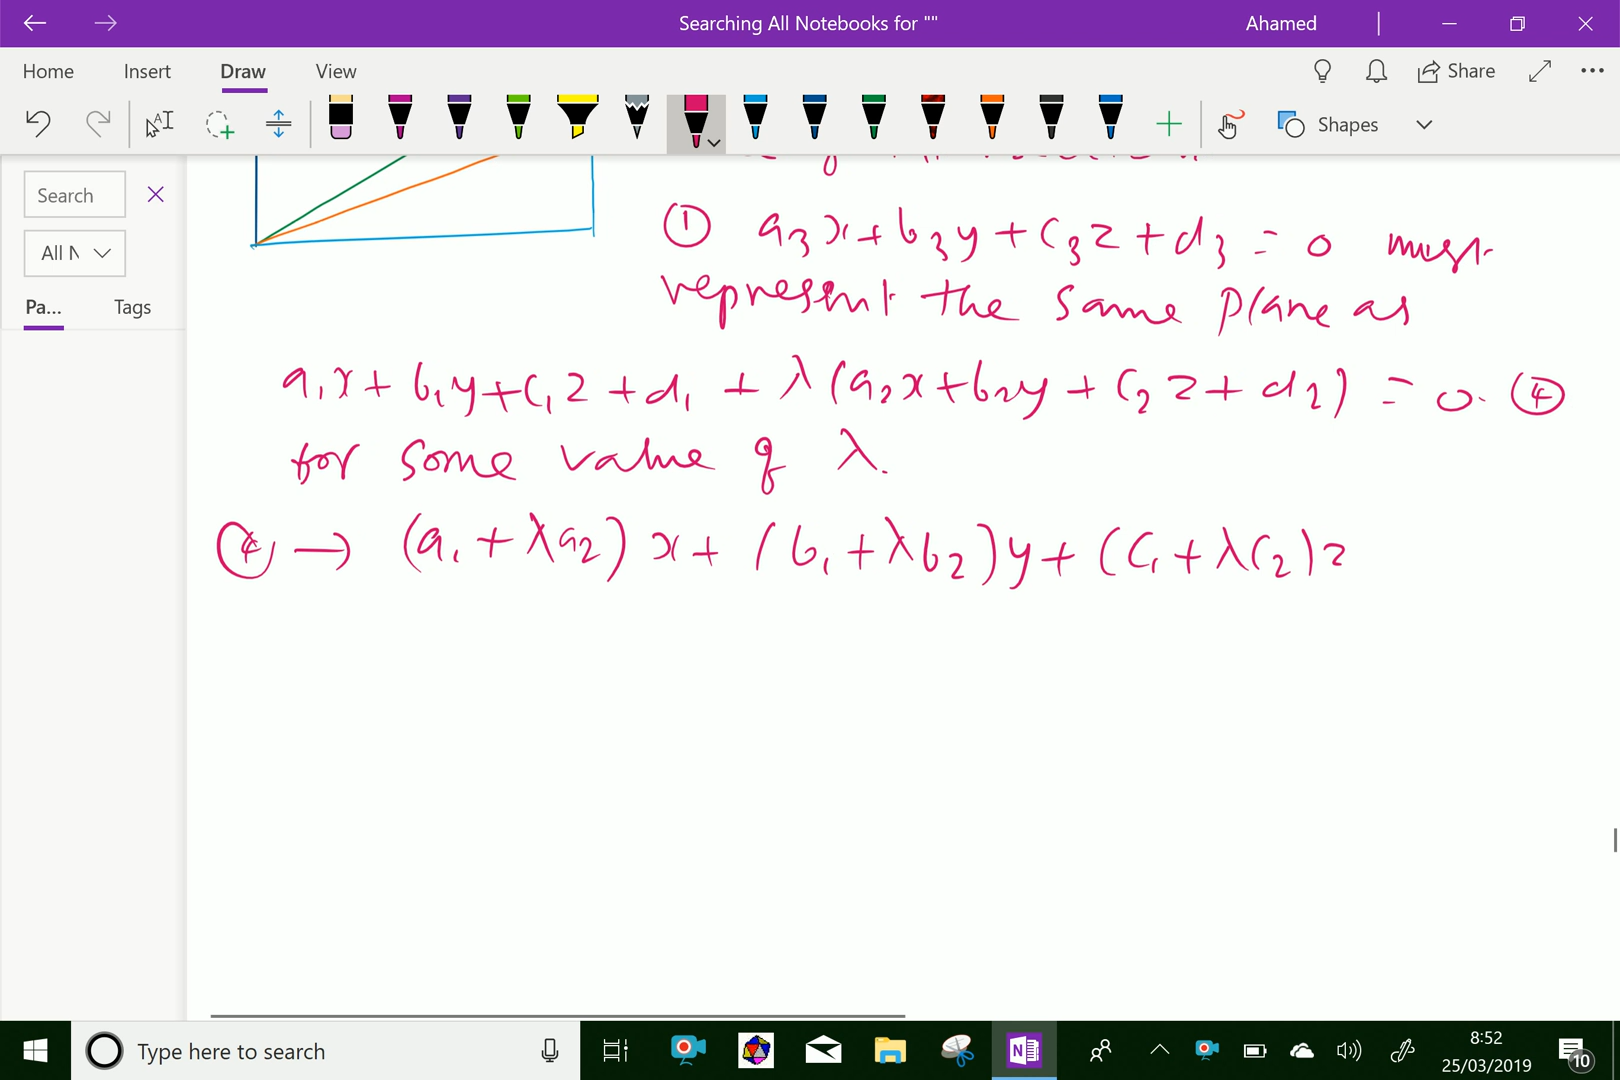 Searching All Notebooks for ""
Ahamed
Home Insert Draw View
Share
Shapes
Search
All N
Pa... Tags
① a₃x+b₃y+c₃z+d₃=0 must
represent the same plane as
a₁x+b₁y+c₁z+d₁+λ(a₂x+b₂y+c₂z+d₂)=0. ④
for some value of λ.
④→ (a₁+λa₂)x+(b₁+λb₂)y+(c₁+λc₂)z
Type here to search
8:52
25/03/2019
10